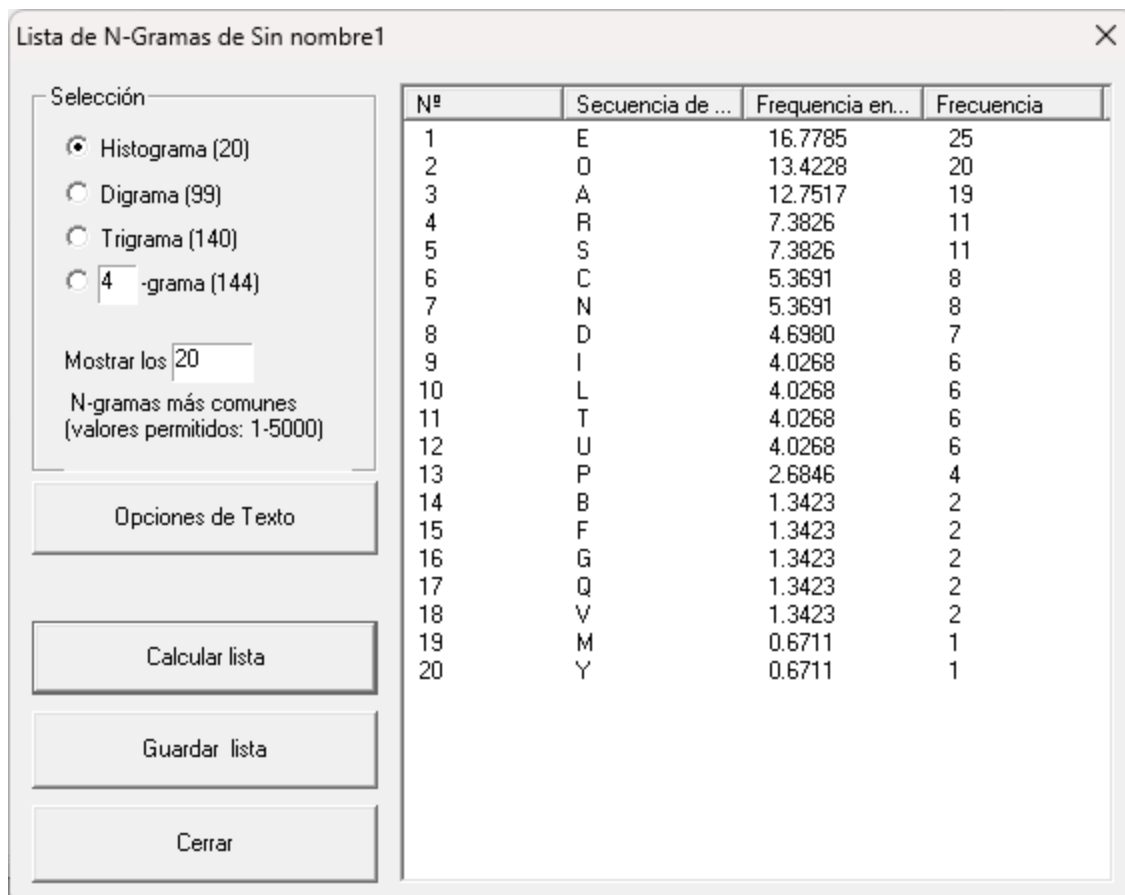 Lista de N-Gramas de Sin nombre1
Selección
Histograma (20)
Digrama (99)
Trigrama (140)
4 -grama (144)
Mostrar los 20
N-gramas más comunes
(valores permitidos: 1-5000)
Opciones de Texto
Calcular lista
Guardar lista
Cerrar
Nº Secuencia de ... Frequencia en... Frecuencia
1 E 16.7785 25
2 O 13.4228 20
3 A 12.7517 19
4 R 7.3826 11
5 S 7.3826 11
6 C 5.3691 8
7 N 5.3691 8
8 D 4.6980 7
9 I 4.0268 6
10 L 4.0268 6
11 T 4.0268 6
12 U 4.0268 6
13 P 2.6846 4
14 B 1.3423 2
15 F 1.3423 2
16 G 1.3423 2
17 Q 1.3423 2
18 V 1.3423 2
19 M 0.6711 1
20 Y 0.6711 1